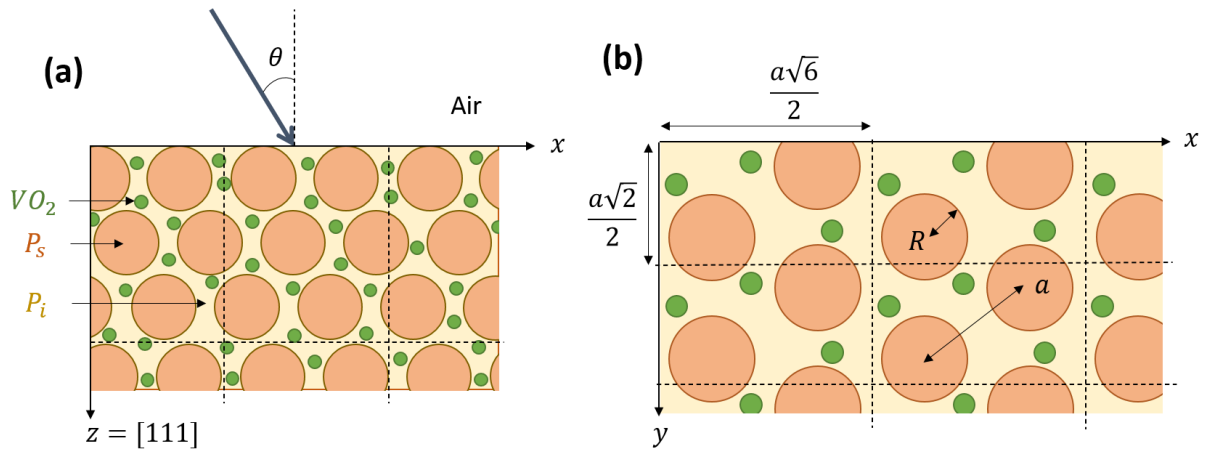 (a)
θ
Air
x
VO₂
Pₛ
Pᵢ
z = [111]
(b)
a√6
2
x
a√2
2
R
a
y